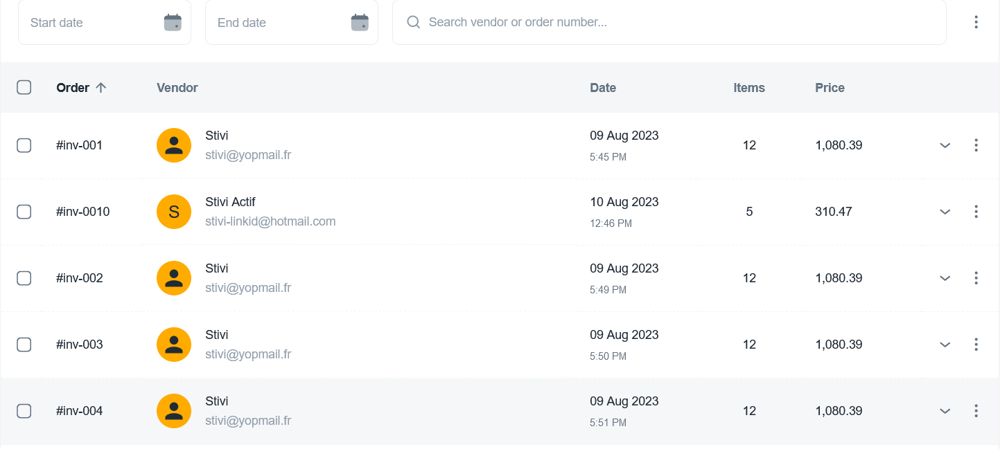 Start date
End date
Search vendor or order number...
Order Vendor Date Items Price
#inv-001 Stivi 09 Aug 2023 12 1,080.39
stivi@yopmail.fr 5:45 PM
#inv-0010 S Stivi Actif 10 Aug 2023 5 310.47
stivi-linkid@hotmail.com 12:46 PM
#inv-002 Stivi 09 Aug 2023 12 1,080.39
stivi@yopmail.fr 5:49 PM
#inv-003 Stivi 09 Aug 2023 12 1,080.39
stivi@yopmail.fr 5:50 PM
#inv-004 Stivi 09 Aug 2023 12 1,080.39
stivi@yopmail.fr 5:51 PM